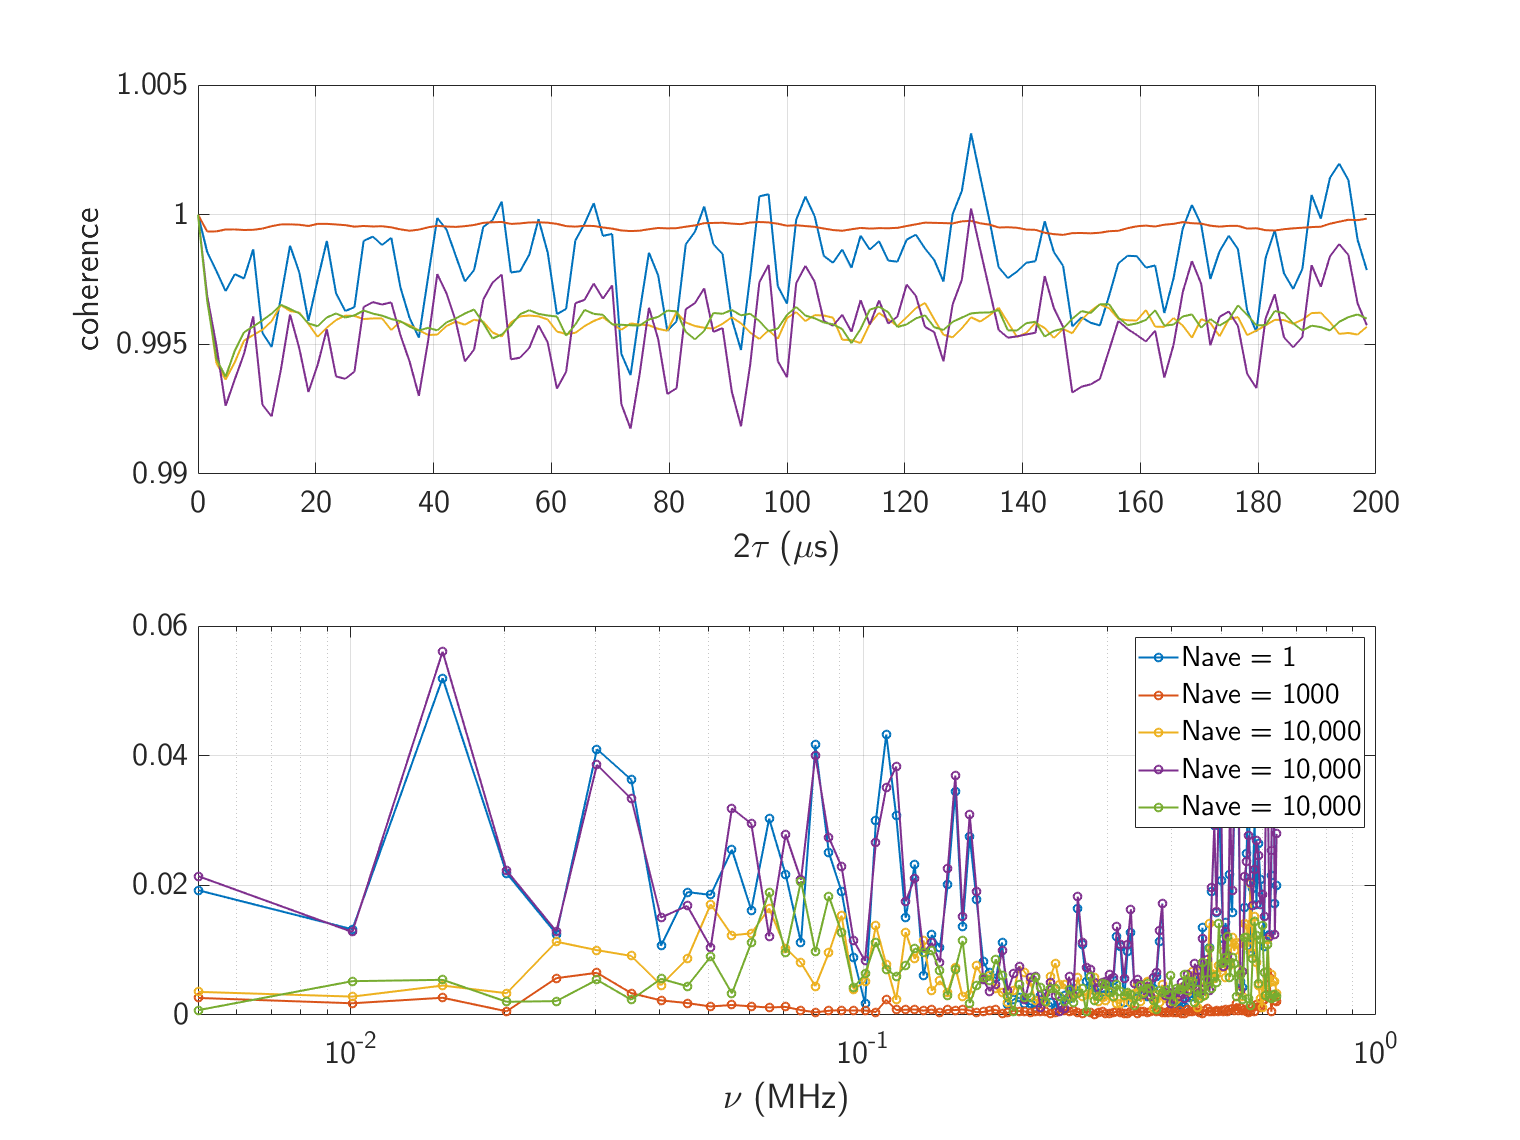 1.005
1
0.995
0.99
coherence
0 20 40 60 80 100 120 140 160 180 200
2τ (μs)
0.06
0.04
0.02
0
Nave = 1
Nave = 1000
Nave = 10,000
Nave = 10,000
Nave = 10,000
10^-2 10^-1 10^0
ν (MHz)